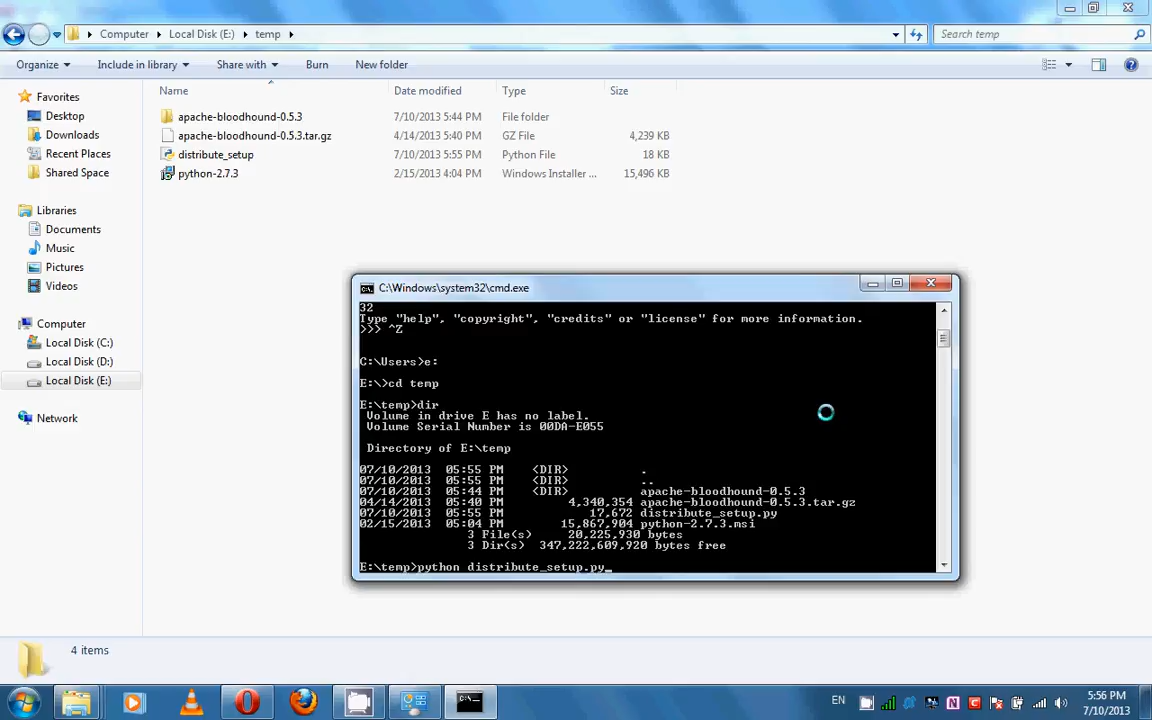 Computer Local Disk (E:) temp Search temp
Organize Include in library Share with Burn New folder
Name Date modified Type Size
Favorites
Desktop
Downloads
Recent Places
Shared Space
Libraries
Documents
Music
Pictures
Videos
Computer
Local Disk (C:)
Local Disk (D:)
Local Disk (E:)
Network
apache-bloodhound-0.5.3 7/10/2013 5:44 PM File folder
apache-bloodhound-0.5.3.tar.gz 4/14/2013 5:40 PM GZ File 4,239 KB
distribute_setup 7/10/2013 5:55 PM Python File 18 KB
python-2.7.3 2/15/2013 4:04 PM Windows Installer ... 15,496 KB
C:\Windows\system32\cmd.exe
32
Type "help", "copyright", "credits" or "license" for more information.
>>> ^Z
C:\Users>e:
E:\>cd temp
E:\temp>dir
Volume in drive E has no label.
Volume Serial Number is 00DA-E055
Directory of E:\temp
07/10/2013 05:55 PM <DIR> .
07/10/2013 05:55 PM <DIR> ..
07/10/2013 05:44 PM <DIR> apache-bloodhound-0.5.3
04/14/2013 05:40 PM 4,340,354 apache-bloodhound-0.5.3.tar.gz
07/10/2013 05:55 PM 17,672 distribute_setup.py
02/15/2013 05:04 PM 15,867,904 python-2.7.3.msi
3 File(s) 20,225,930 bytes
3 Dir(s) 347,222,609,920 bytes free
E:\temp>python distribute_setup.py_
4 items
EN
5:56 PM
7/10/2013